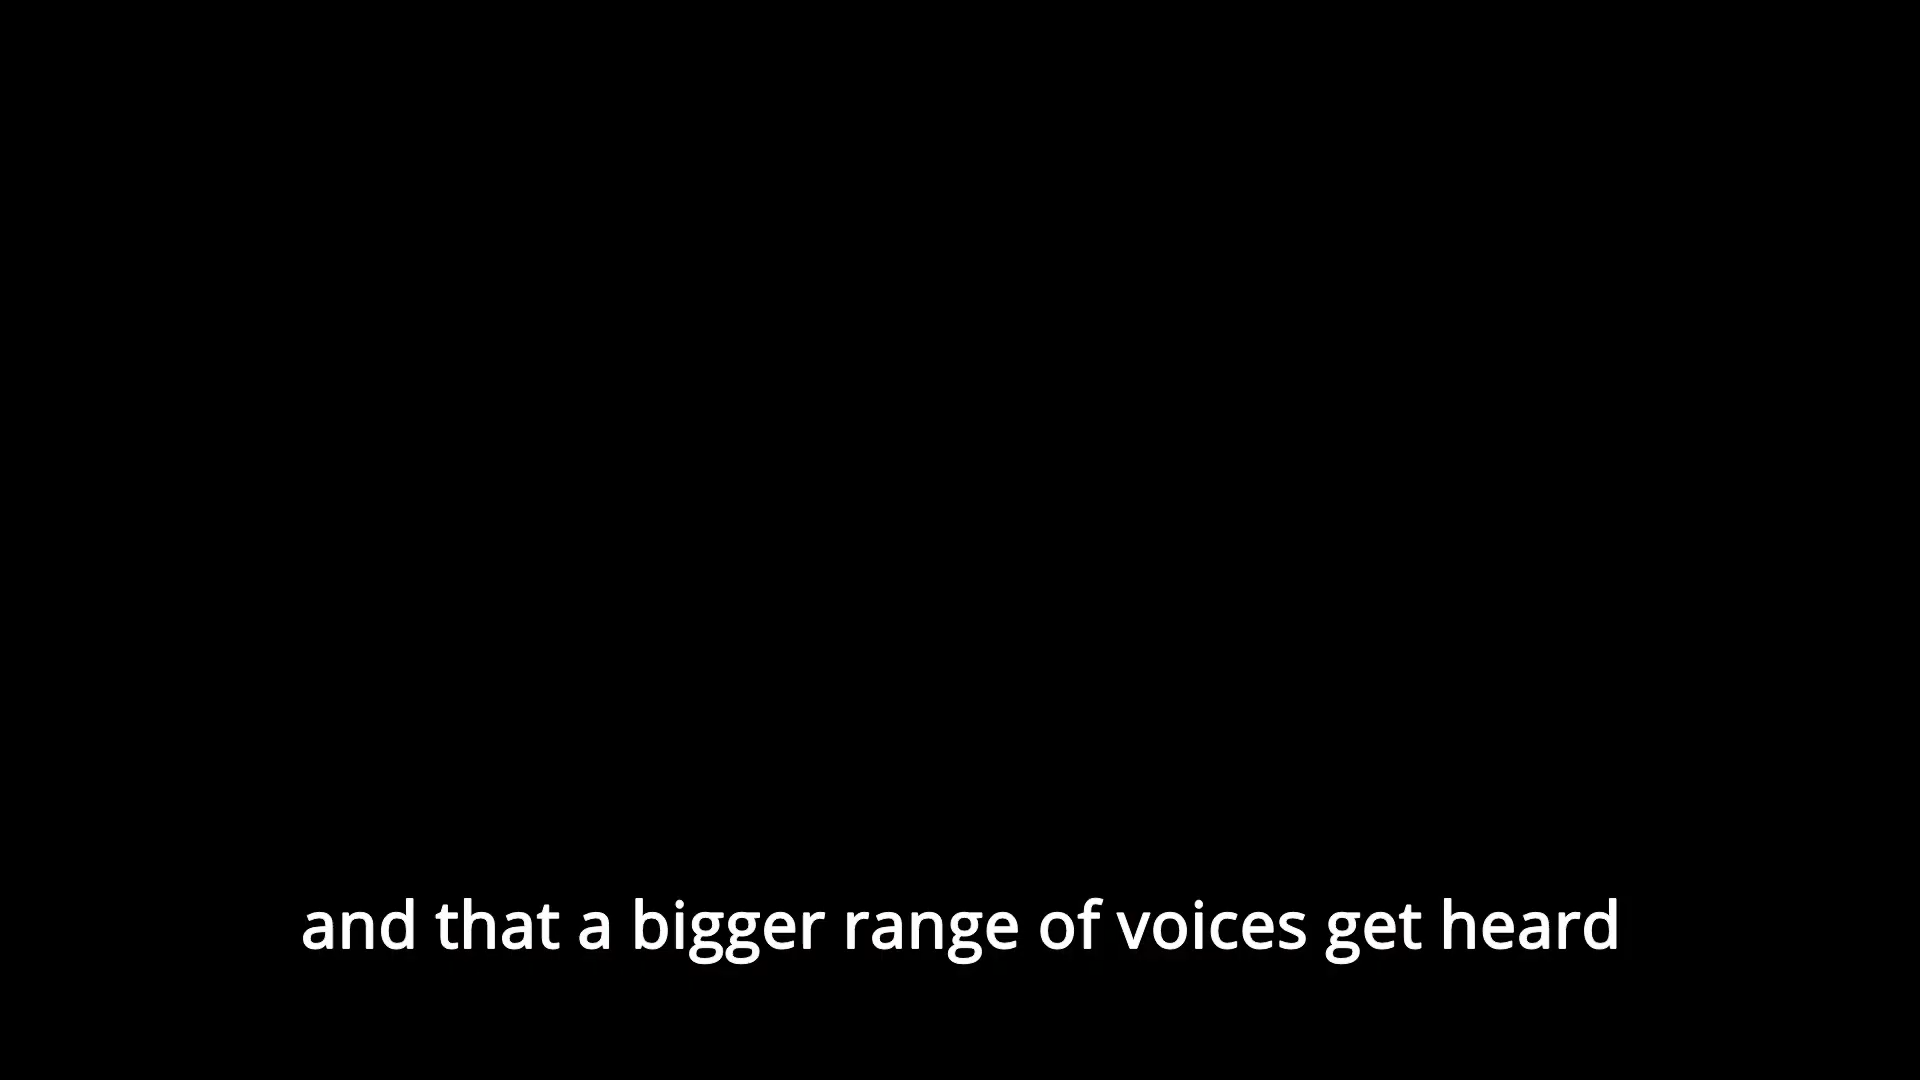 and that a bigger range of voices get heard